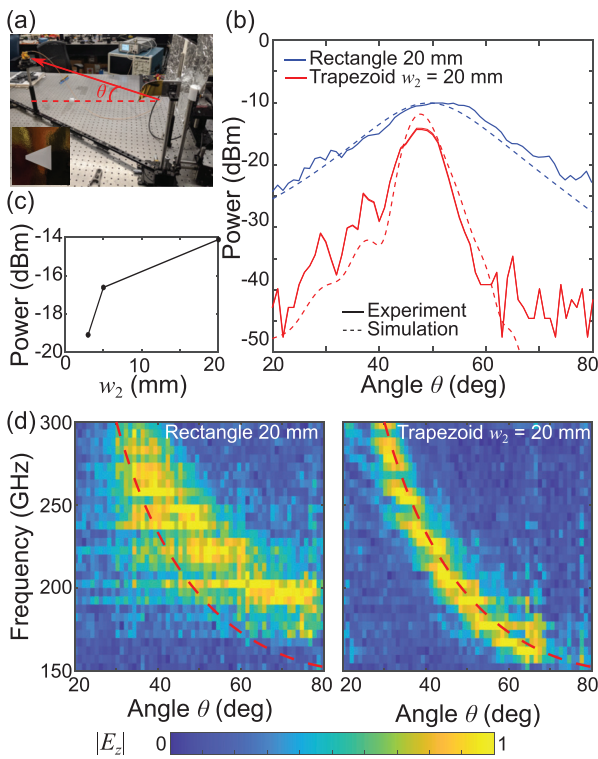 (a)
θ
(b)
Power (dBm)
0
-10
-20
-30
-40
-50
Rectangle 20 mm
Trapezoid w₂ = 20 mm
Experiment
Simulation
20
40
60
80
Angle θ (deg)
(c)
Power (dBm)
-14
-16
-18
-20
0
10
20
w₂ (mm)
(d)
Frequency (GHz)
300
250
200
150
Rectangle 20 mm
20
40
60
80
Angle θ (deg)
Trapezoid w₂ = 20 mm
20
40
60
80
Angle θ (deg)
|E_z|
0
1